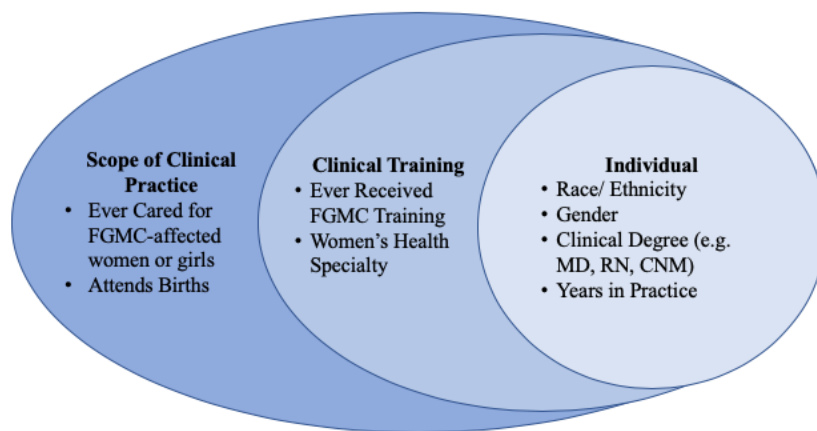 Scope of Clinical
Practice
• Ever Cared for
FGMC-affected
women or girls
• Attends Births
Clinical Training
• Ever Received
FGMC Training
• Women's Health
Specialty
Individual
• Race/ Ethnicity
• Gender
• Clinical Degree (e.g.
MD, RN, CNM)
• Years in Practice